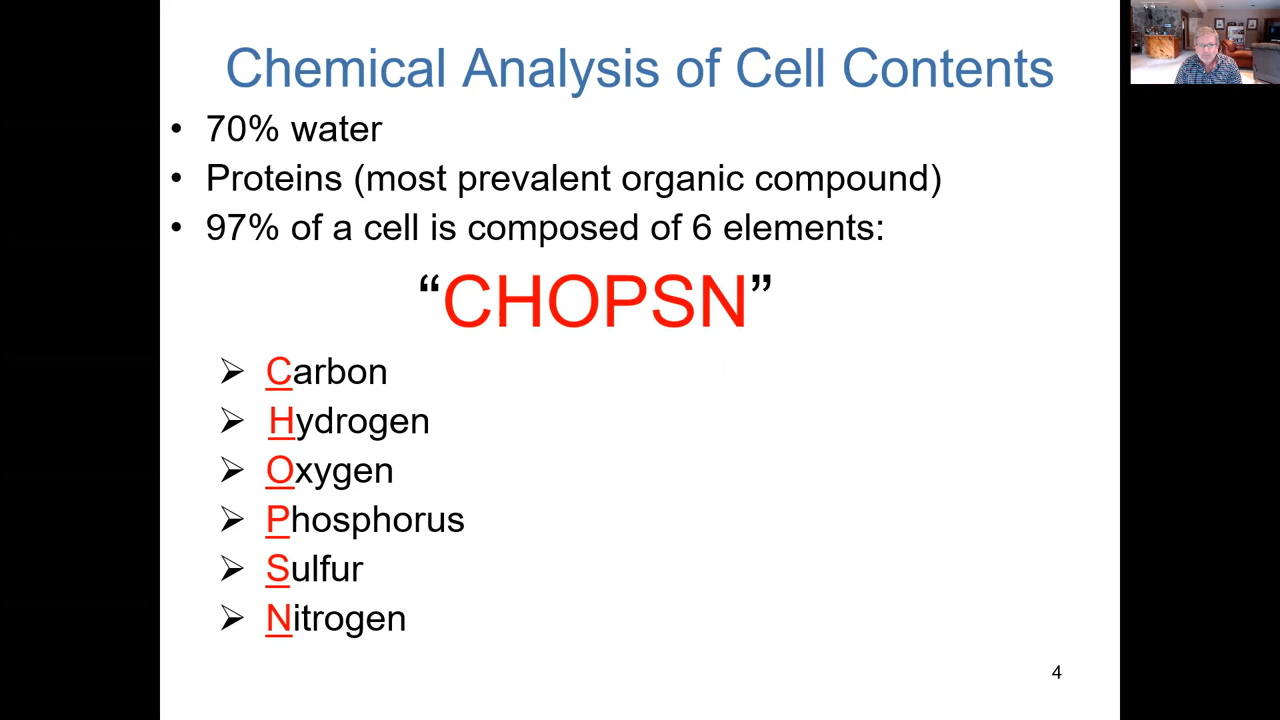 Chemical Analysis of Cell Contents
• 70% water
• Proteins (most prevalent organic compound)
• 97% of a cell is composed of 6 elements:
“CHOPSN”
➢ Carbon
➢ Hydrogen
➢ Oxygen
➢ Phosphorus
➢ Sulfur
➢ Nitrogen
4